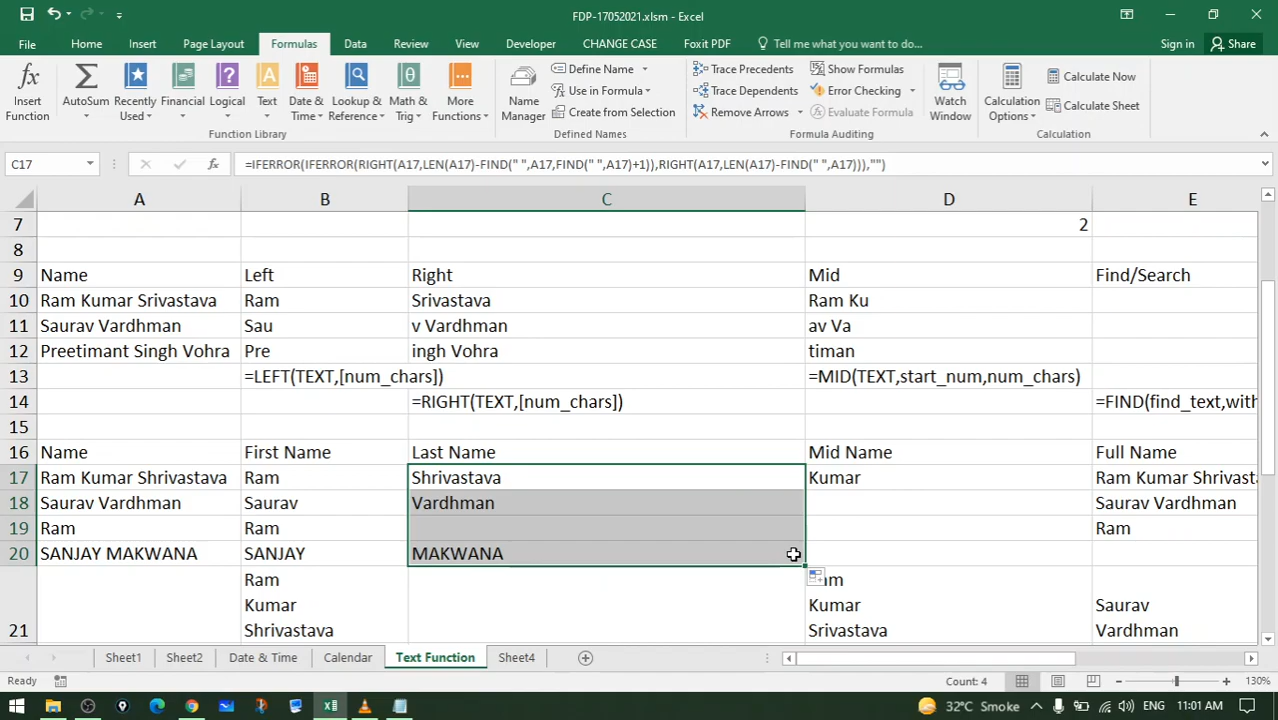 FDP-17052021.xlsm - Excel
File Home Insert Page Layout Formulas Data Review View Developer CHANGE CASE Foxit PDF Tell me what you want to do... Sign in Share
Insert Function
AutoSum
Recently Used
Financial
Logical
Text
Date & Time
Lookup & Reference
Math & Trig
More Functions
Function Library
Name Manager
Define Name
Use in Formula
Create from Selection
Defined Names
Trace Precedents
Trace Dependents
Remove Arrows
Show Formulas
Error Checking
Evaluate Formula
Formula Auditing
Watch Window
Calculation Options
Calculate Now
Calculate Sheet
Calculation
C17 fx =IFERROR(IFERROR(RIGHT(A17,LEN(A17)-FIND(" ",A17,FIND(" ",A17)+1)),RIGHT(A17,LEN(A17)-FIND(" ",A17))),"")
A B C D E
7 2
8
9 Name Left Right Mid Find/Search
10 Ram Kumar Srivastava Ram Srivastava Ram Ku
11 Saurav Vardhman Sau v Vardhman av Va
12 Preetimant Singh Vohra Pre ingh Vohra timan
13 =LEFT(TEXT,[num_chars]) =MID(TEXT,start_num,num_chars)
14 =RIGHT(TEXT,[num_chars]) =FIND(find_text,with
15
16 Name First Name Last Name Mid Name Full Name
17 Ram Kumar Shrivastava Ram Shrivastava Kumar Ram Kumar Shrivasta
18 Saurav Vardhman Saurav Vardhman Saurav Vardhman
19 Ram Ram Ram
20 SANJAY MAKWANA SANJAY MAKWANA
Ram am
Kumar Kumar Saurav
21 Shrivastava Srivastava Vardhman
Sheet1 Sheet2 Date & Time Calendar Text Function Sheet4
Ready Count: 4 130%
32°C Smoke ENG 11:01 AM